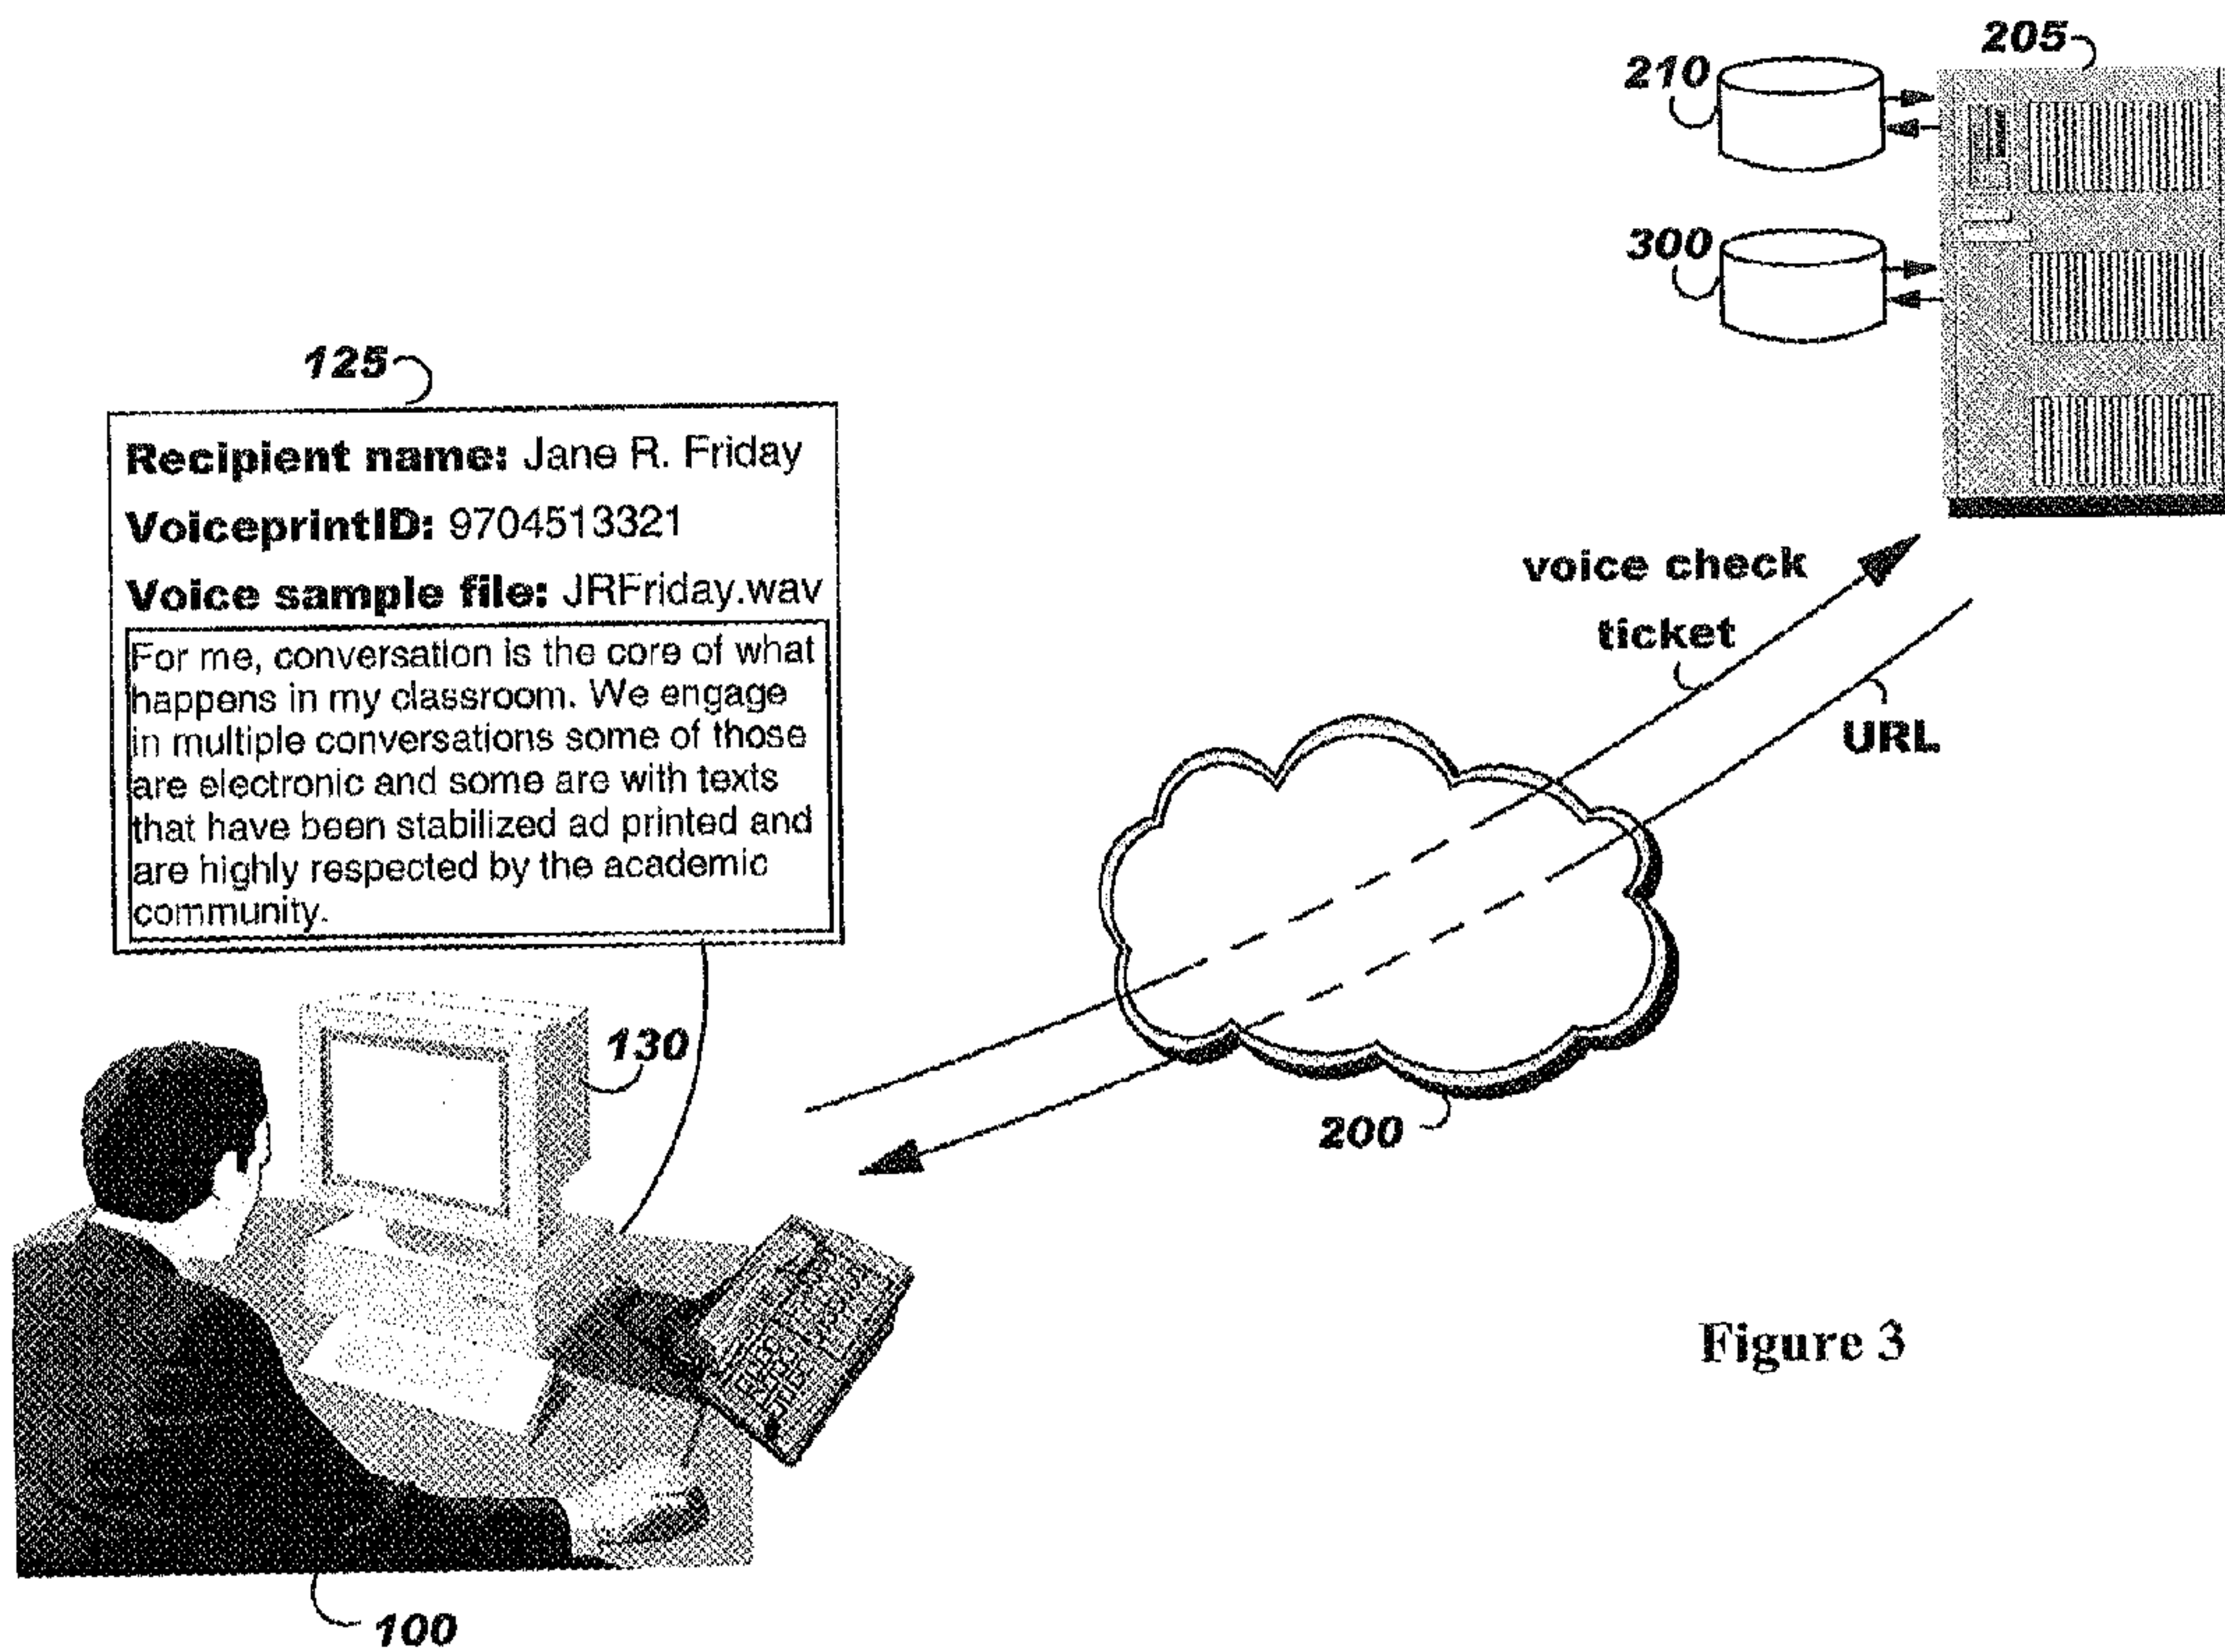 205
210
300
125
Recipient name: Jane R. Friday
VoiceprintID: 9704513321
Voice sample file: JRFriday.wav
For me, conversation is the core of what
happens in my classroom. We engage
in multiple conversations some of those
are electronic and some are with texts
that have been stabilized ad printed and
are highly respected by the academic
community.
voice check
ticket
URL
130
200
Figure 3
100